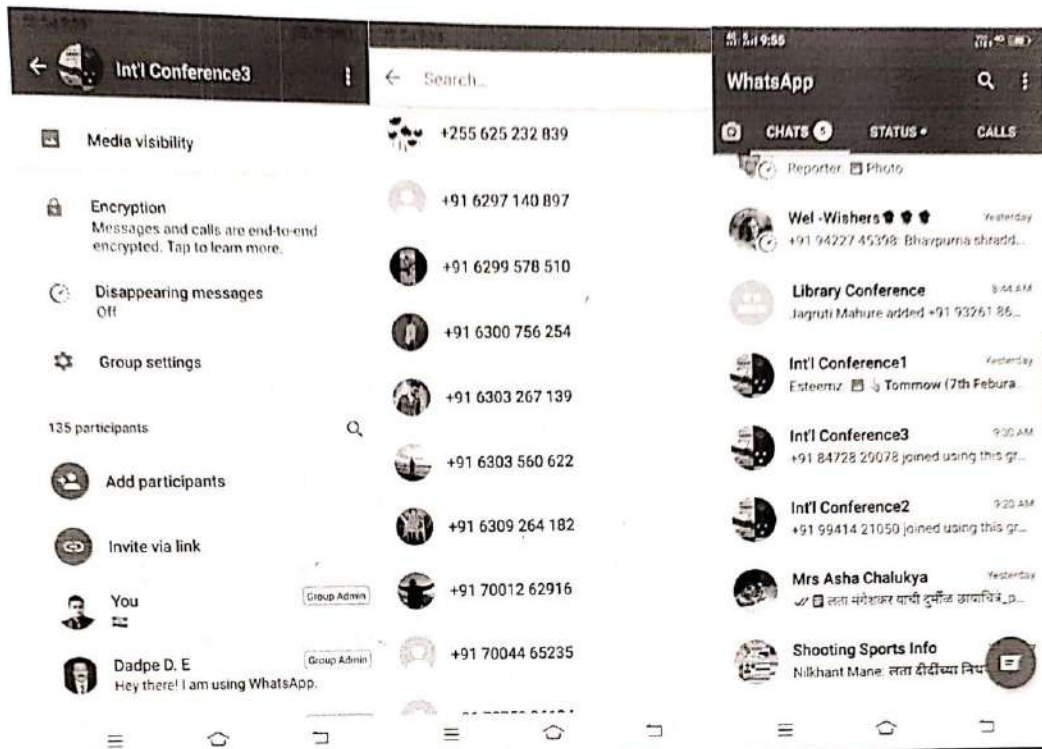 Int'l Conference3
Media visibility
Encryption
Messages and calls are end-to-end
encrypted. Tap to learn more.
Disappearing messages
Off
Group settings
135 participants
Add participants
Invite via link
You
Group Admin
Dadpe D. E
Group Admin
Hey there! I am using WhatsApp.
Search...
+255 625 232 839
+91 6297 140 897
+91 6299 578 510
+91 6300 756 254
+91 6303 267 139
+91 6303 560 622
+91 6309 264 182
+91 70012 62916
+91 70044 65235
9:55
WhatsApp
CHATS 5
STATUS
CALLS
Reporter: Photo
Wel -Wishers
Yesterday
+91 94227 45398: Bhavpurna shradd...
Library Conference
8:44 AM
Jagruti Mahure added +91 93261 86...
Int'l Conference1
Yesterday
Esteemz: Tommow (7th Febura...
Int'l Conference3
9:30 AM
+91 84728 29078 joined using this gr...
Int'l Conference2
9:20 AM
+91 99414 21050 joined using this gr...
Mrs Asha Chalukya
Yesterday
लता मंगेशकर याची दुर्मीळ छायाचित्रं_p...
Shooting Sports Info
Nilkhant Mane: लता दीदींच्या निध